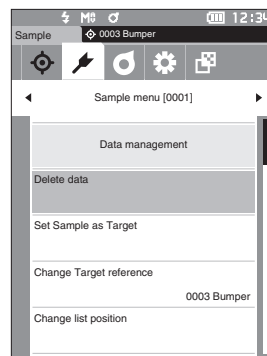 12:34
Sample
0003 Bumper
Sample menu [0001]
Data management
Delete data
Set Sample as Target
Change Target reference
0003 Bumper
Change list position